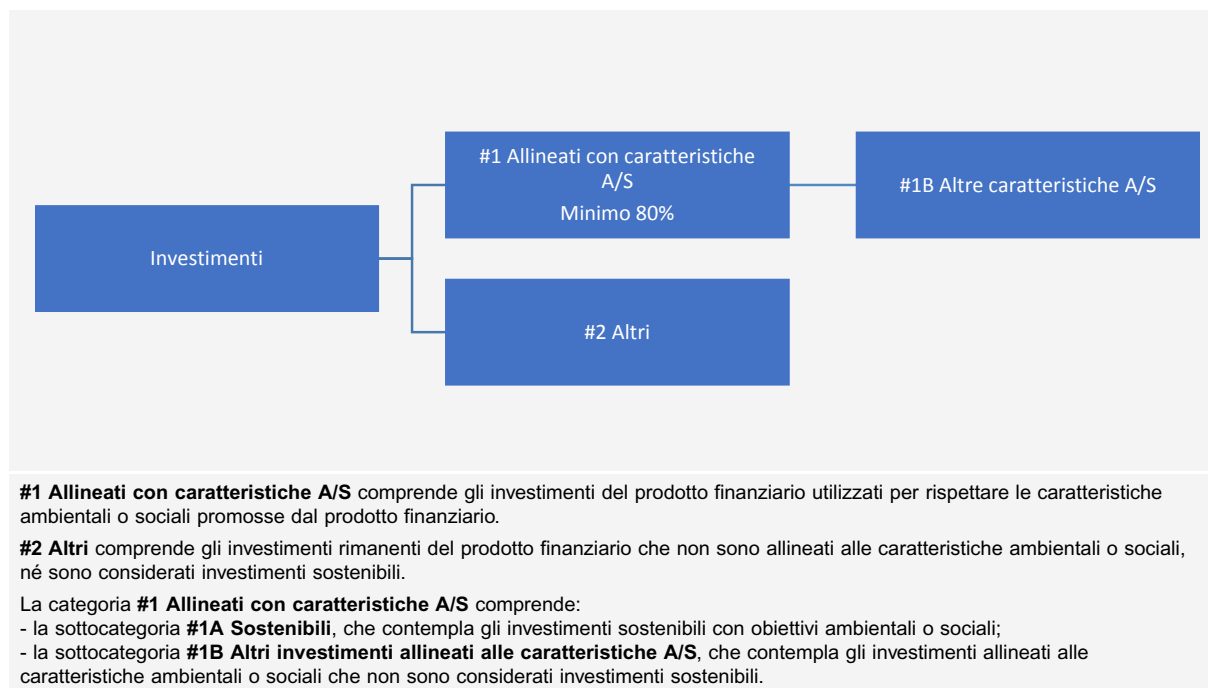 #1 Allineati con caratteristiche
A/S
Minimo 80%
#1B Altre caratteristiche A/S
Investimenti
#2 Altri
#1 Allineati con caratteristiche A/S comprende gli investimenti del prodotto finanziario utilizzati per rispettare le caratteristiche
ambientali o sociali promosse dal prodotto finanziario.
#2 Altri comprende gli investimenti rimanenti del prodotto finanziario che non sono allineati alle caratteristiche ambientali o sociali,
né sono considerati investimenti sostenibili.
La categoria #1 Allineati con caratteristiche A/S comprende:
- la sottocategoria #1A Sostenibili, che contempla gli investimenti sostenibili con obiettivi ambientali o sociali;
- la sottocategoria #1B Altri investimenti allineati alle caratteristiche A/S, che contempla gli investimenti allineati alle
caratteristiche ambientali o sociali che non sono considerati investimenti sostenibili.